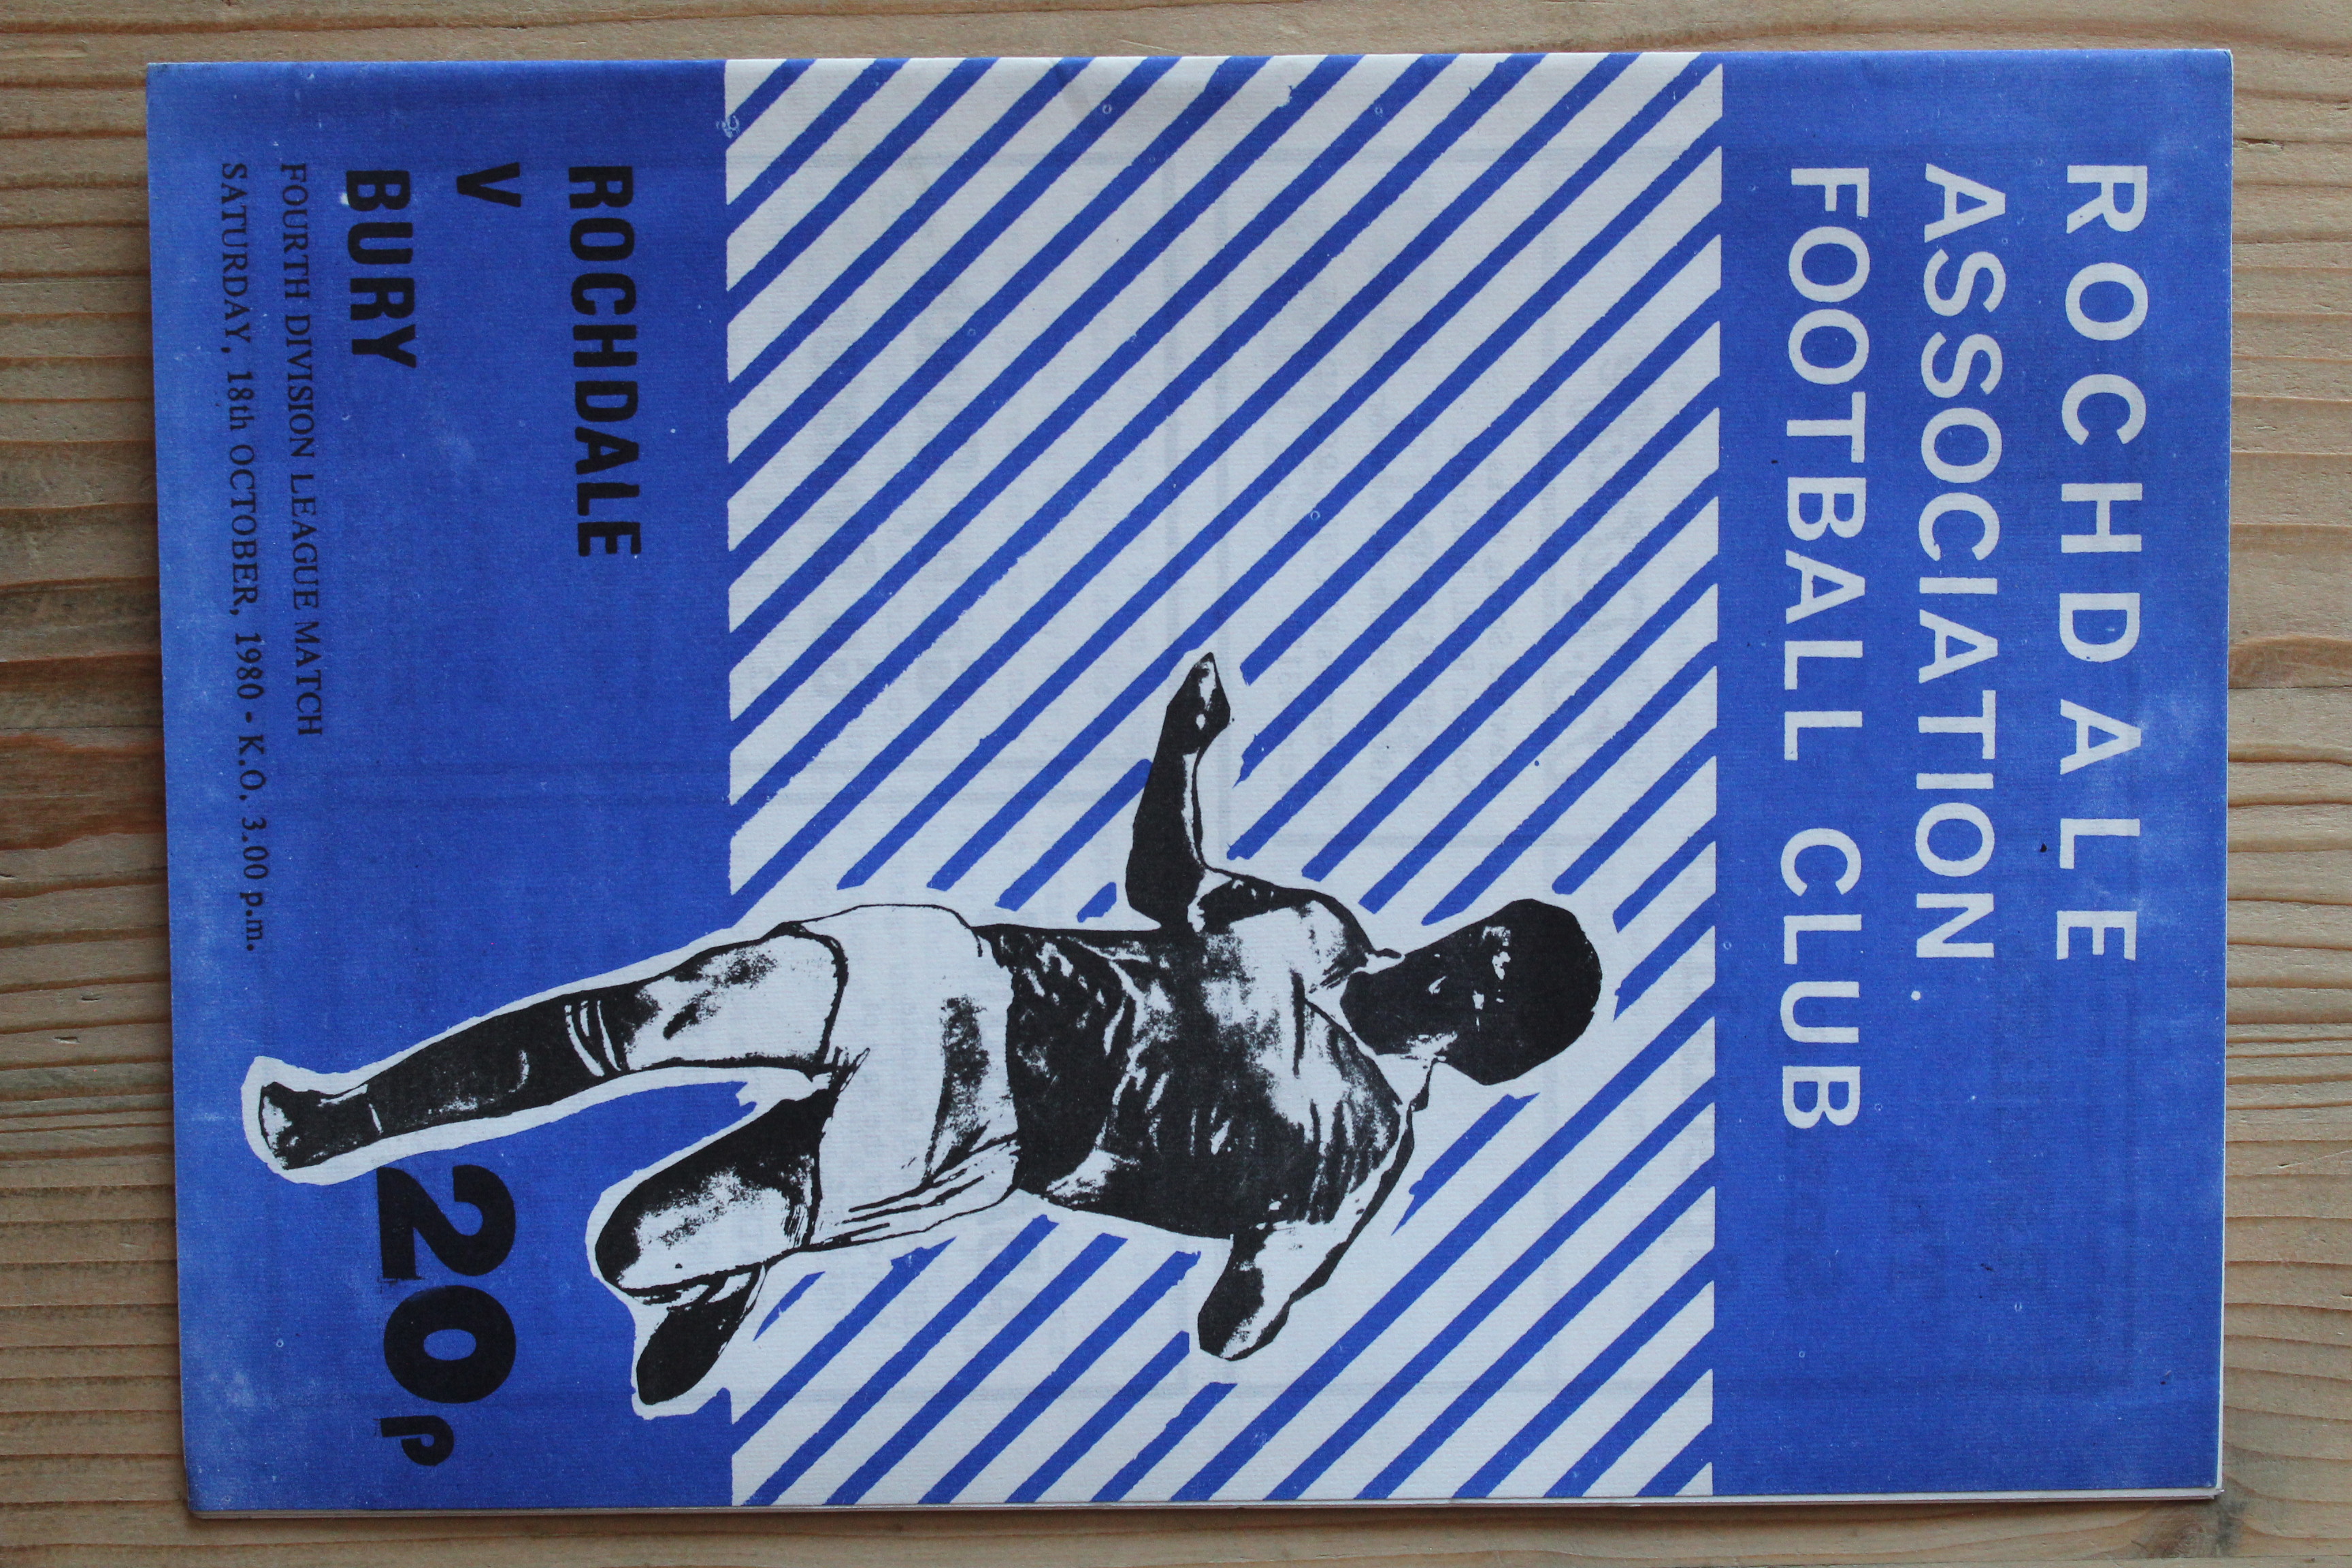 ROCHDALE
ASSOCIATION
FOOTBALL CLUB
ROCHDALE
V
BURY
20p
FOURTH DIVISION LEAGUE MATCH
SATURDAY, 18th OCTOBER, 1980 - K.O. 3.00 p.m.